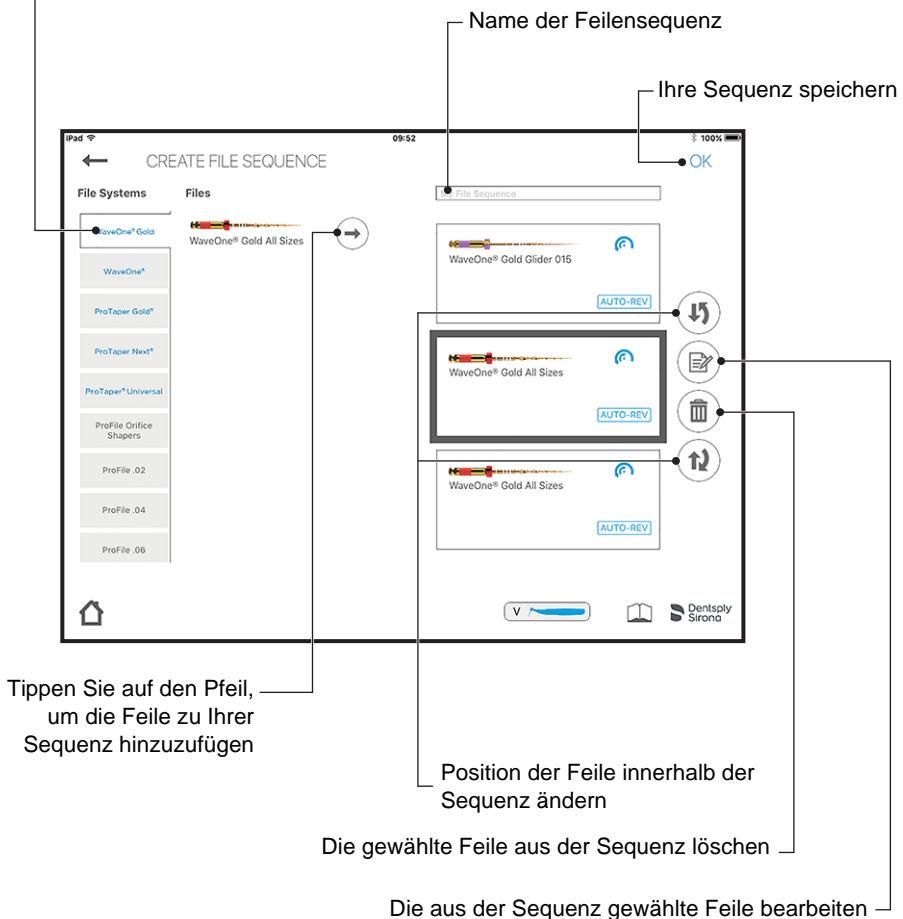 Name der Feilensequenz
Ihre Sequenz speichern
iPad 09:52 100%
CREATE FILE SEQUENCE OK
File Systems Files My File Sequence
WaveOne® Gold
WaveOne® Gold All Sizes
WaveOne®
ProTaper Gold®
ProTaper Next®
ProTaper® Universal
ProFile Orifice
Shapers
ProFile .02
ProFile .04
ProFile .06
WaveOne® Gold Glider 015
AUTO-REV
WaveOne® Gold All Sizes
AUTO-REV
WaveOne® Gold All Sizes
AUTO-REV
V
Dentsply
Sirona
Tippen Sie auf den Pfeil,
um die Feile zu Ihrer
Sequenz hinzuzufügen
Position der Feile innerhalb der
Sequenz ändern
Die gewählte Feile aus der Sequenz löschen
Die aus der Sequenz gewählte Feile bearbeiten